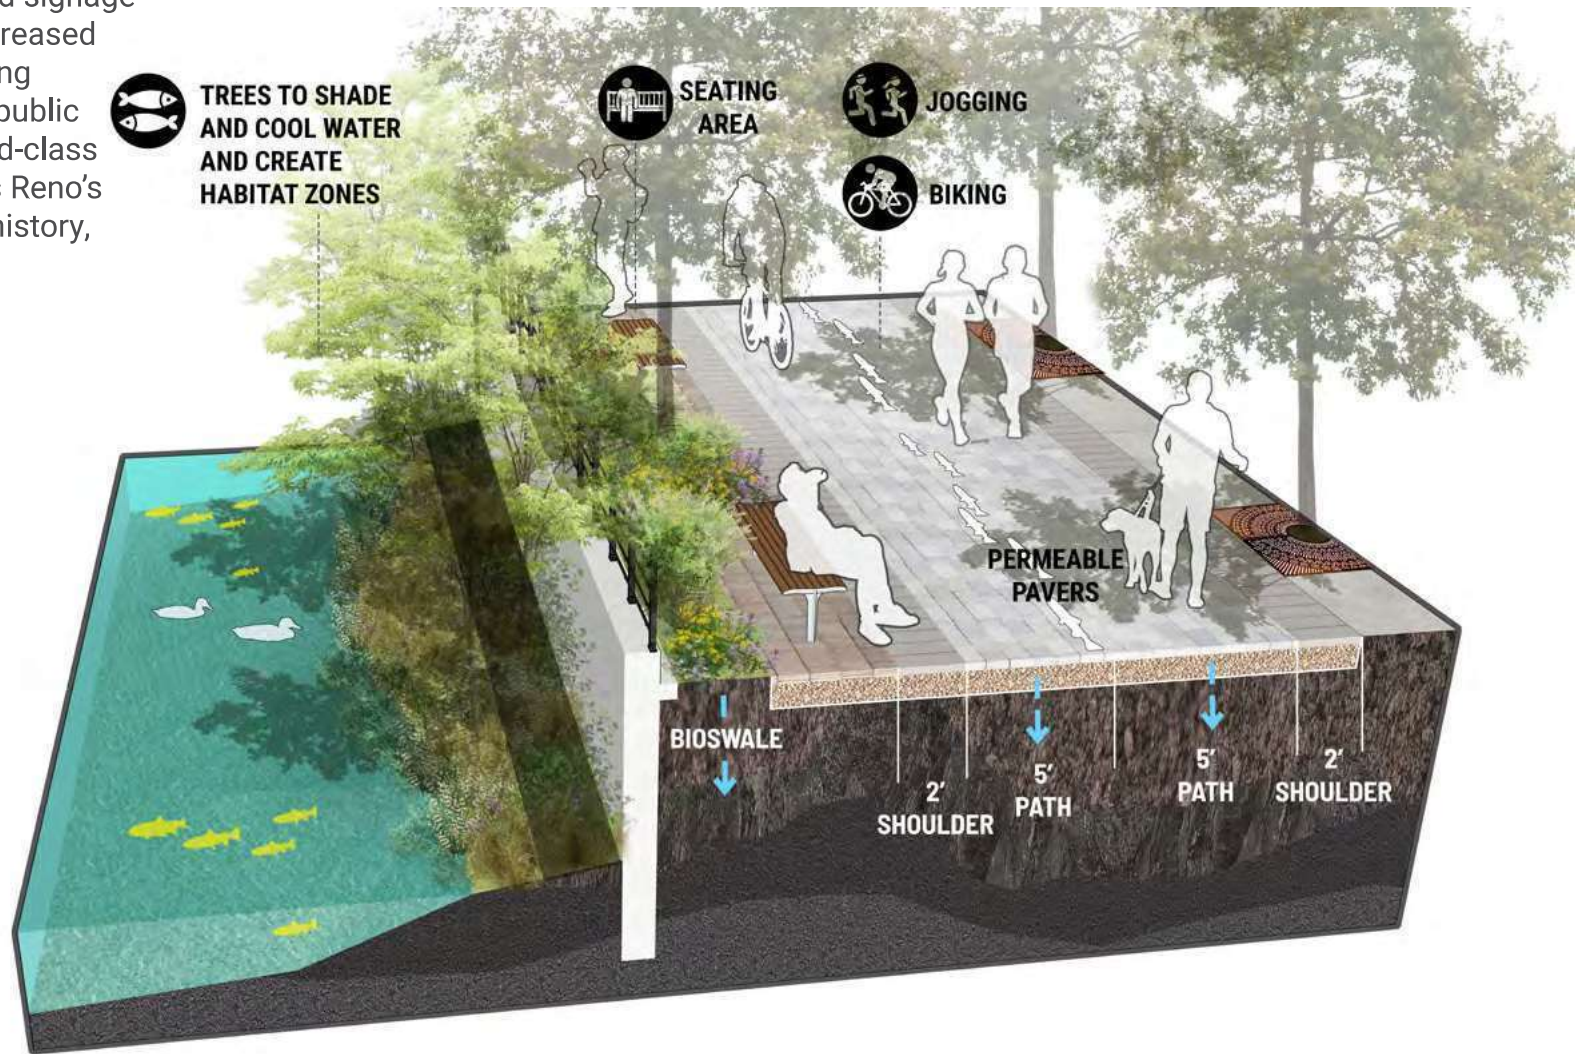 d signage
reased
ng
public
d-class
Reno's
history,
TREES TO SHADE
AND COOL WATER
AND CREATE
HABITAT ZONES
SEATING
AREA
JOGGING
BIKING
PERMEABLE
PAVERS
BIOSWALE
2'
SHOULDER
5'
PATH
5'
PATH
2'
SHOULDER